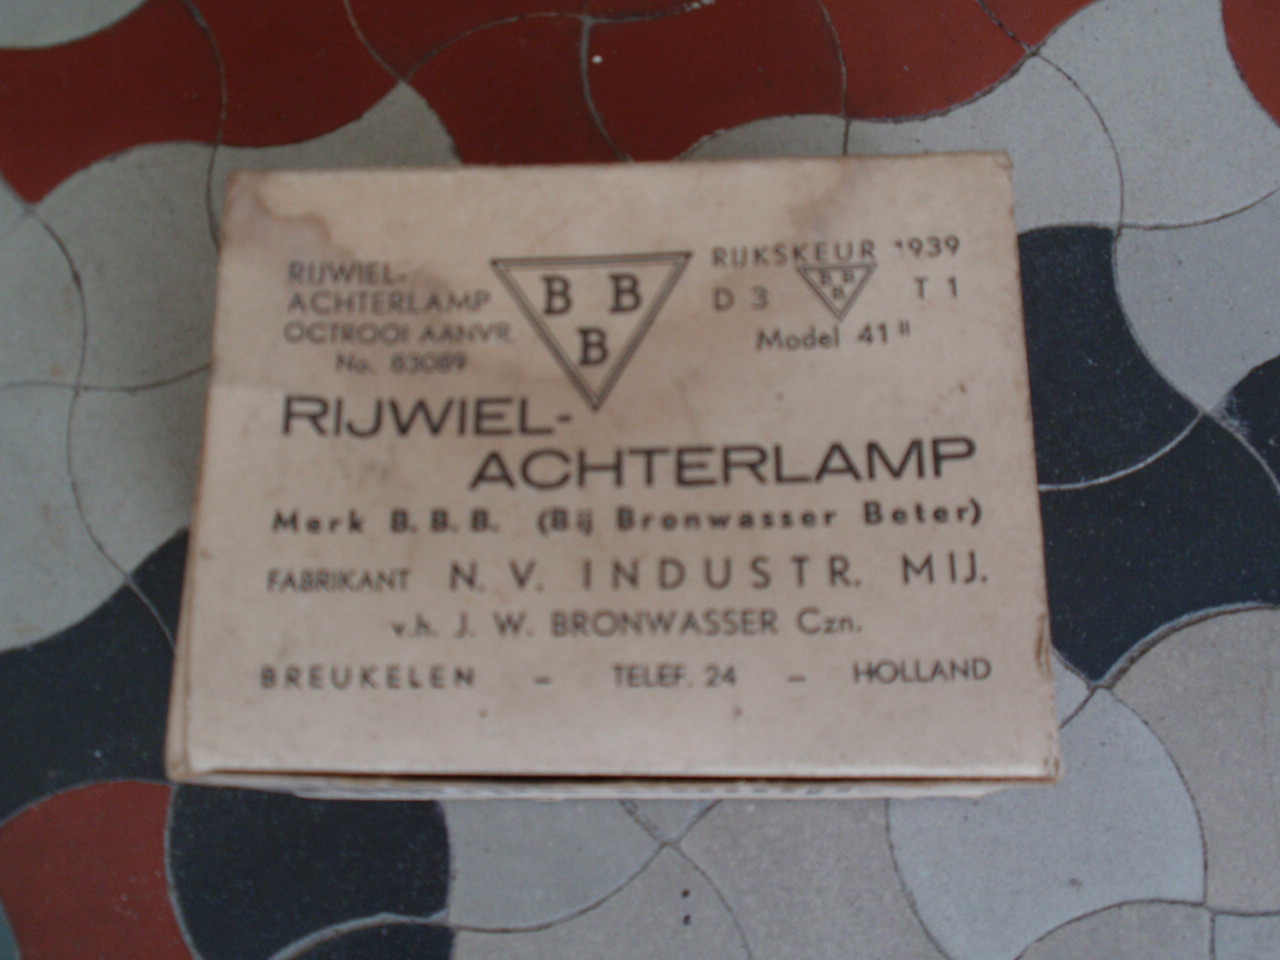 RIJWIEL-
ACHTERLAMP
OCTROOI AANVR.
No. 83089
B B
B
RIJKSKEUR 1939
D 3 B B B T 1
Model 41 II
RIJWIEL-
ACHTERLAMP
Merk B.B.B. (Bij Bronwasser Beter)
FABRIKANT N. V. INDUSTR. MIJ.
v.h. J. W. BRONWASSER Czn.
BREUKELEN – TELEF. 24 – HOLLAND